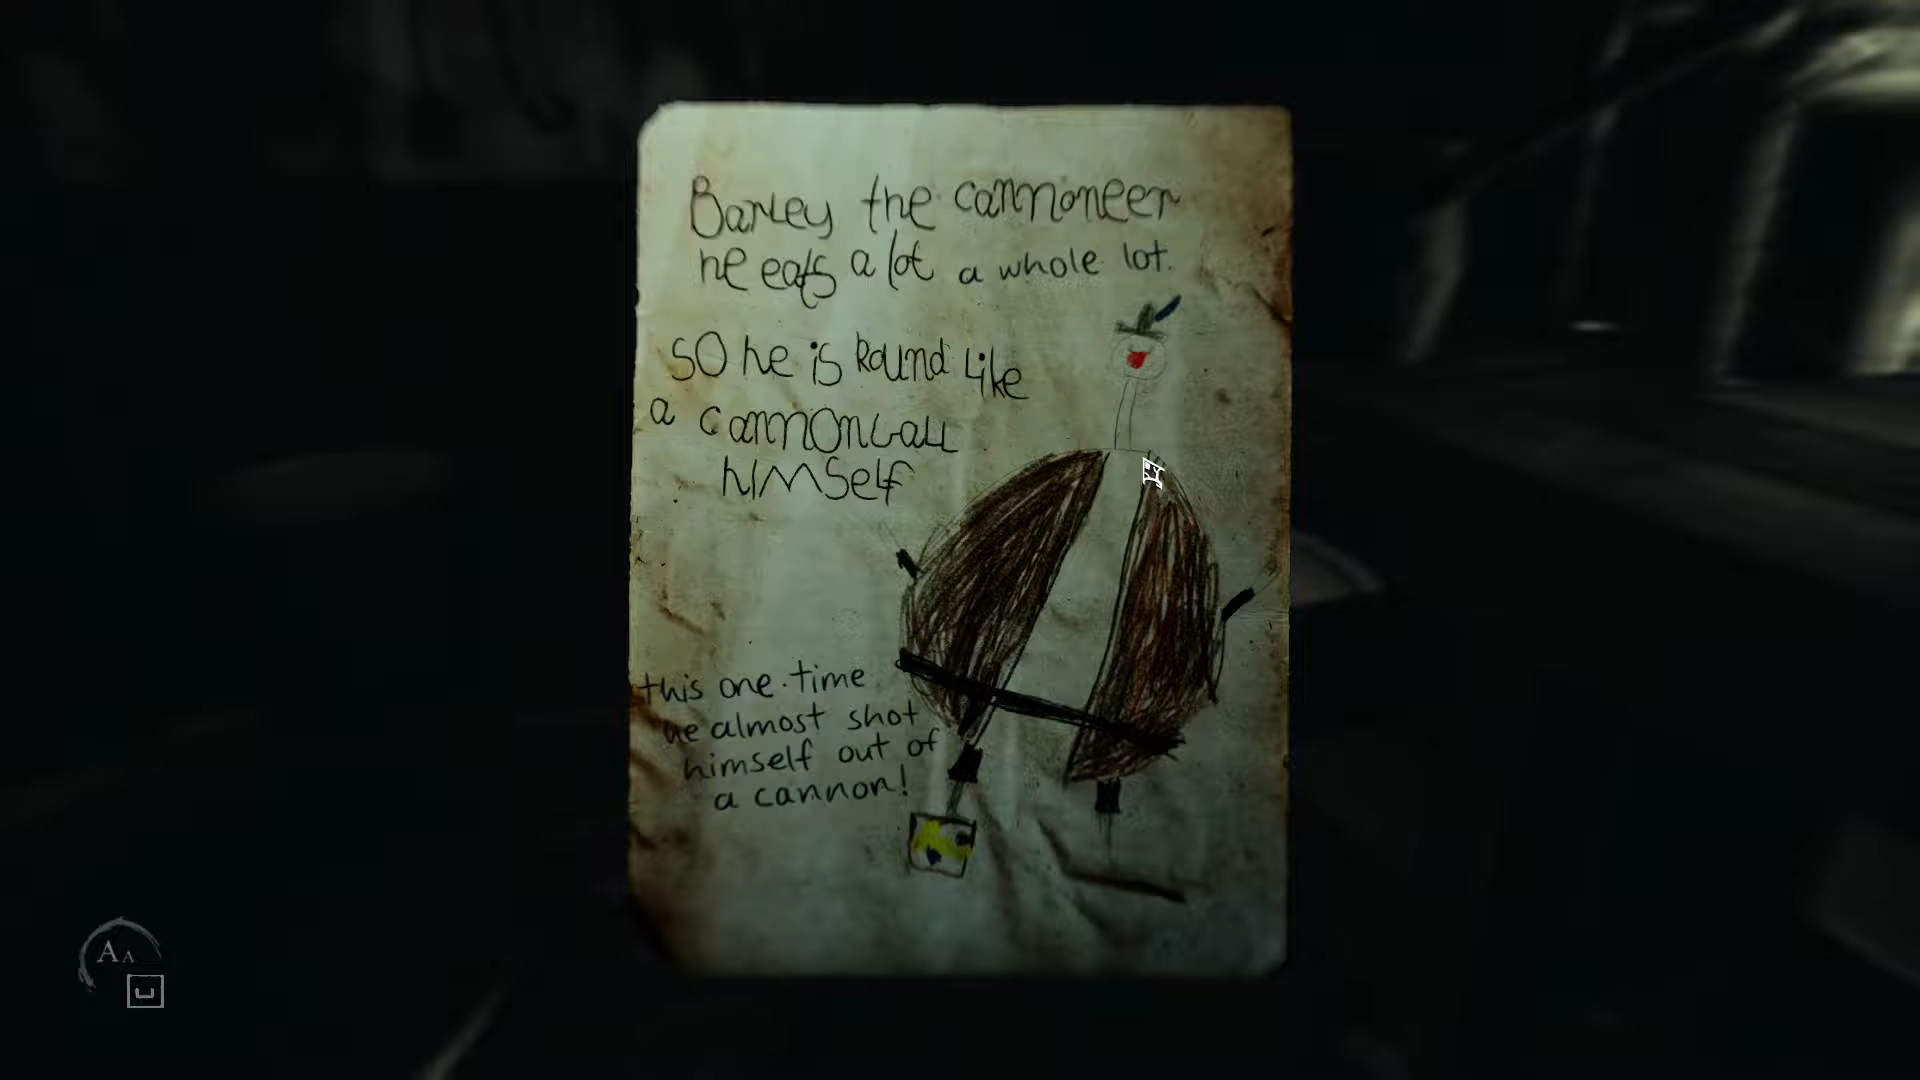 Barley the cannoneer
he eats a lot a whole lot.
SO he is Round Like
a cannonball
himself
this one time
he almost shot
himself out of
a cannon!
AA